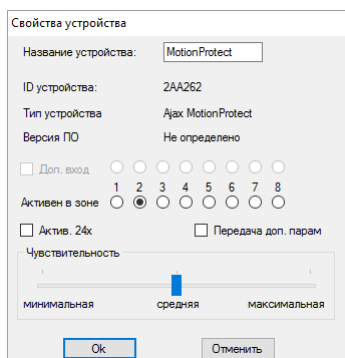 Свойства устройства
Название устройства: MotionProtect
ID устройства: 2AA262
Тип устройства Ajax MotionProtect
Версия ПО Не определено
Доп. вход
1 2 3 4 5 6 7 8
Активен в зоне
Актив. 24х Передача доп. парам
Чувствительность
минимальная средняя максимальная
Ok Отменить